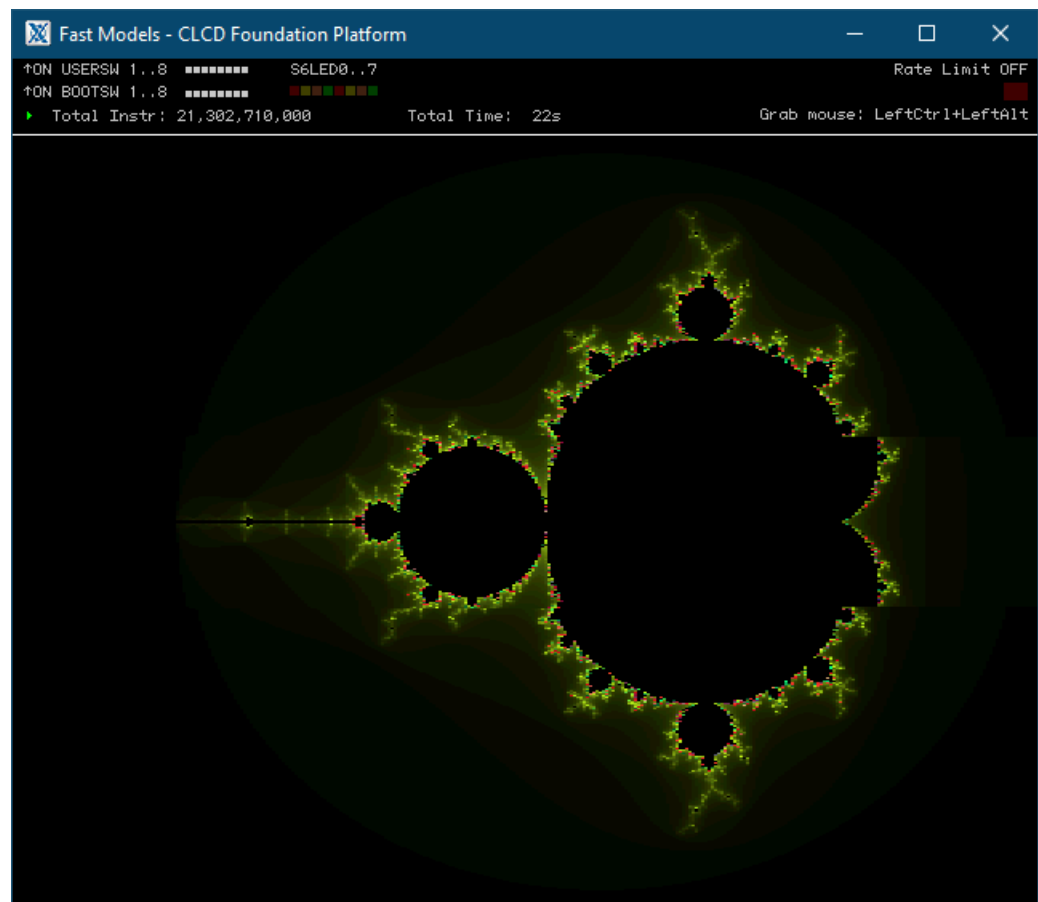 Fast Models - CLCD Foundation Platform
↑ON USERSW 1..8 S6LED0..7 Rate Limit OFF
↑ON BOOTSW 1..8
Total Instr: 21,302,710,000 Total Time: 22s Grab mouse: LeftCtrl+LeftAlt